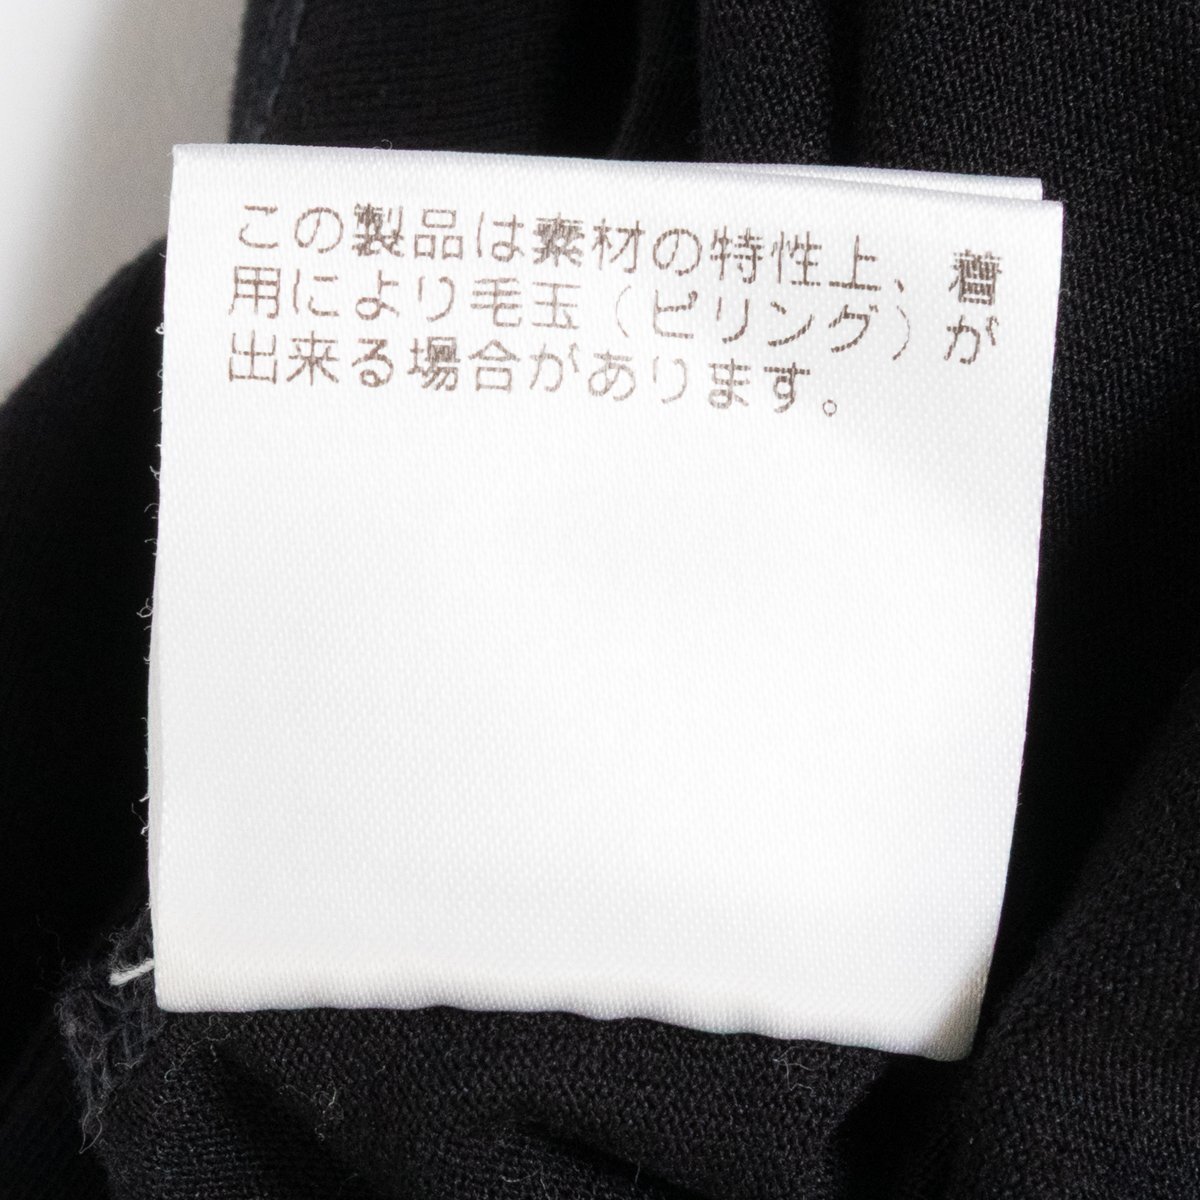 この製品は素材の特性上、着
用により毛玉（ピリング）が
出来る場合があります。